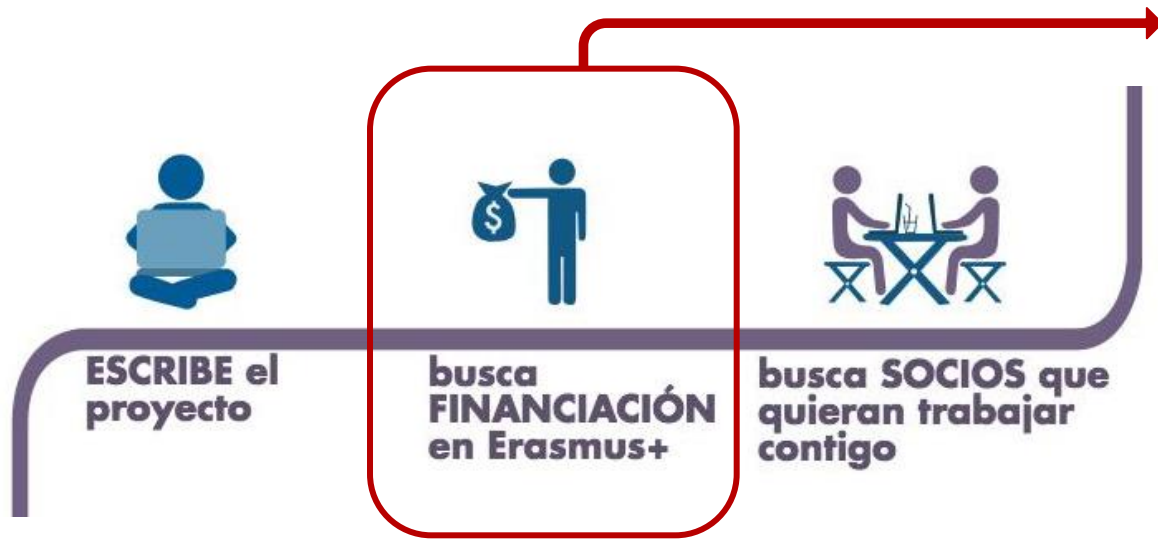 $
ESCRIBE el
proyecto
busca
FINANCIACIÓN
en Erasmus+
busca SOCIOS que
quieran trabajar
contigo